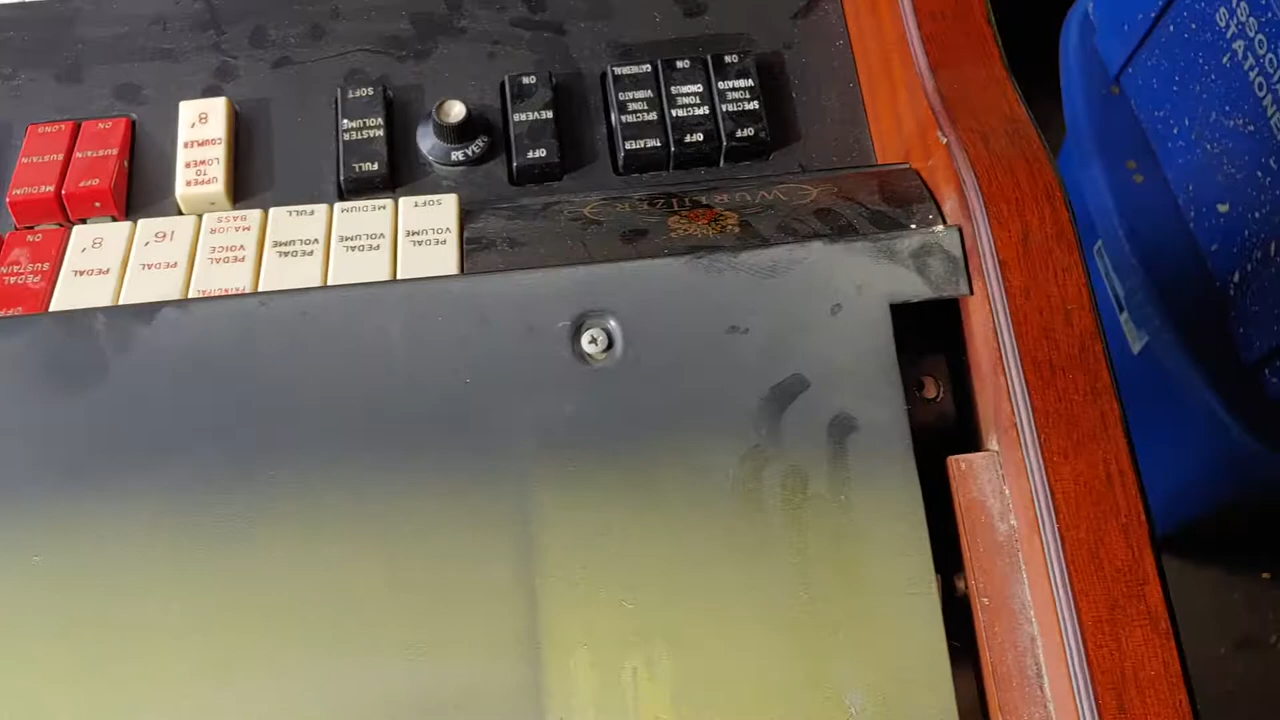 WURLITZER
PEDAL
VOLUME
SOFT
PEDAL
VOLUME
MEDIUM
PEDAL
VOLUME
FULL
PRINCIPAL
PEDAL
VOICE
MAJOR
BASS
PEDAL
16'
PEDAL
8'
OFF
PEDAL
SUSTAIN
ON
OFF
SPECTRA
TONE
VIBRATO
ON
OFF
SPECTRA
TONE
CHORUS
ON
THEATER
SPECTRA
TONE
VIBRATO
CATHEDRAL
OFF
REVERB
ON
REVERB
FULL
MASTER
VOLUME
SOFT
UPPER
TO LOWER
COUPLER
8'
OFF
SUSTAIN
ON
MEDIUM
SUSTAIN
LONG